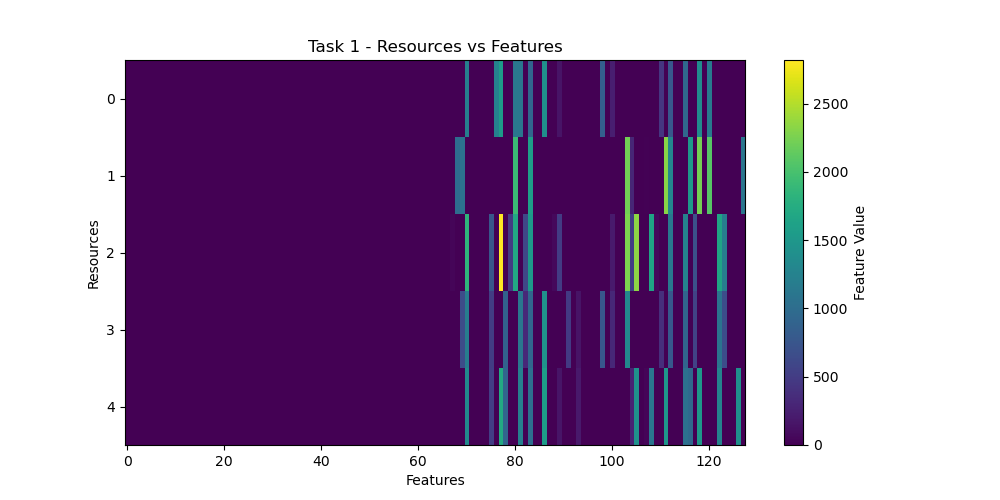 Task 1 - Resources vs Features
0
1
2
3
4
Resources
0 20 40 60 80 100 120
Features
2500
2000
1500
1000
500
0
Feature Value